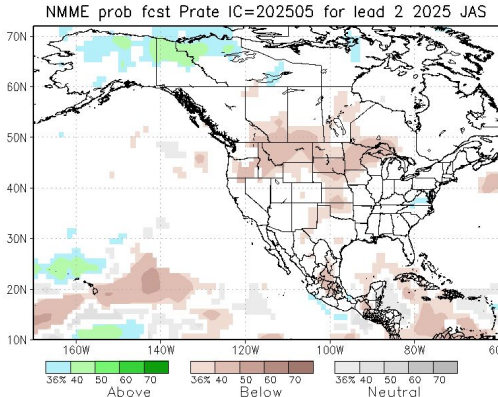 NMME prob fcst Prate IC=202505 for lead 2 2025 JAS
70N
60N
50N
40N
30N
20N
10N
160W 140W 120W 100W 80W 60
36% 40 50 60 70 36% 40 50 60 70 36% 40 50 60 70
Above Below Neutral